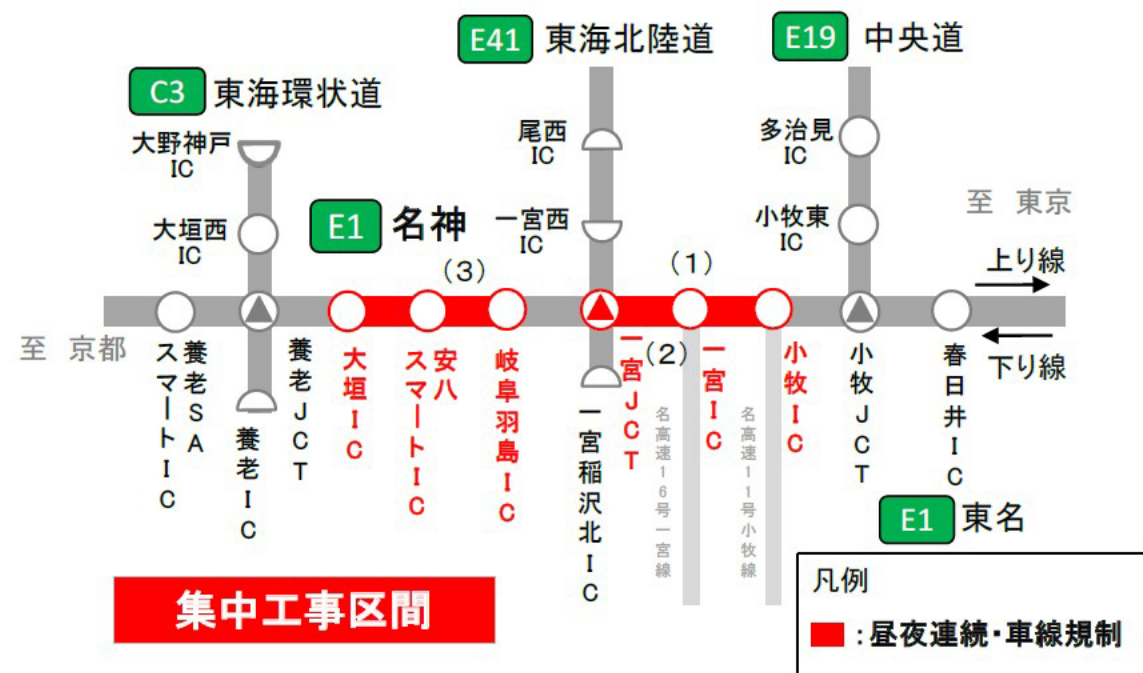 E41 東海北陸道
E19 中央道
C3 東海環状道
大野神戸
IC
尾西
IC
多治見
IC
大垣西
IC
E1 名神
一宮西
IC
小牧東
IC
至 東京
(3)
(1)
上り線
至 京都
(2)
下り線
養老SA
スマートIC
養老IC
養老JCT
大垣IC
安八
スマートIC
岐阜羽島IC
一宮稲沢北IC
一宮JCT
名高速16号一宮線
一宮IC
名高速11号小牧線
小牧IC
小牧JCT
春日井IC
E1 東名
集中工事区間
凡例
:昼夜連続・車線規制